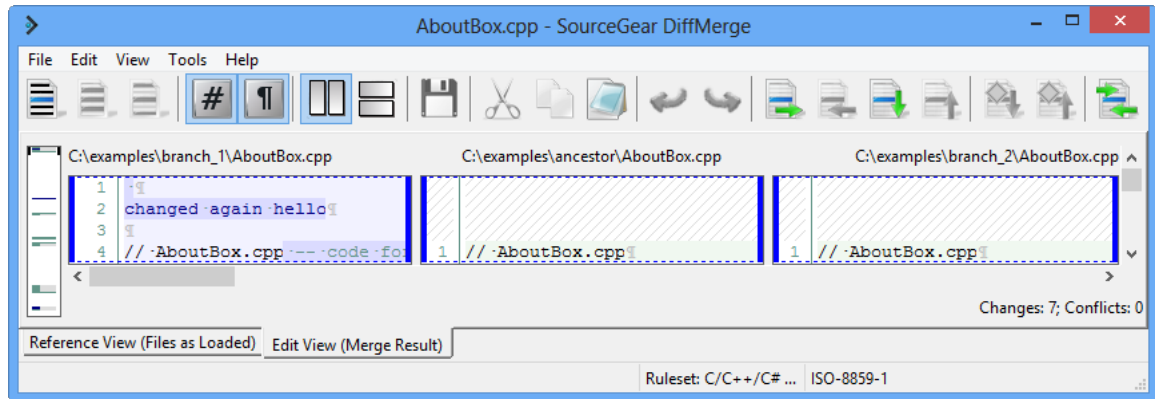 AboutBox.cpp - SourceGear DiffMerge
File Edit View Tools Help
# ¶
C:\examples\branch_1\AboutBox.cpp C:\examples\ancestor\AboutBox.cpp C:\examples\branch_2\AboutBox.cpp
1 ·¶
2 changed·again·hello¶
3 ¶
4 //·AboutBox.cpp·--·code·for 1 //·AboutBox.cpp¶ 1 //·AboutBox.cpp¶
Changes: 7; Conflicts: 0
Reference View (Files as Loaded) Edit View (Merge Result)
Ruleset: C/C++/C# ... ISO-8859-1